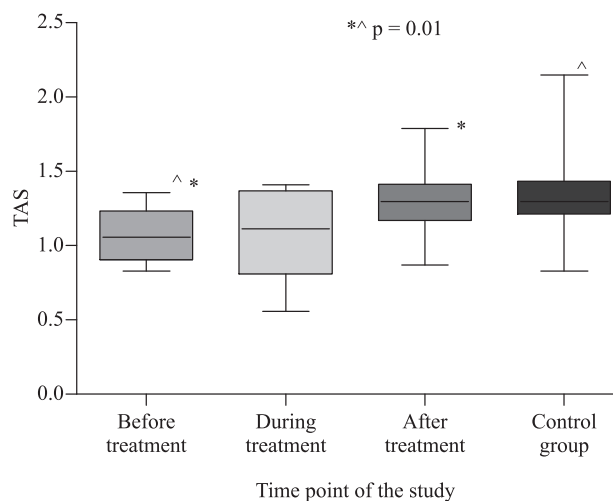 2.5
*^ p = 0.01
2.0
^
*
^ *
1.5
TAS
1.0
0.5
0.0
Before
treatment
During
treatment
After
treatment
Control
group
Time point of the study